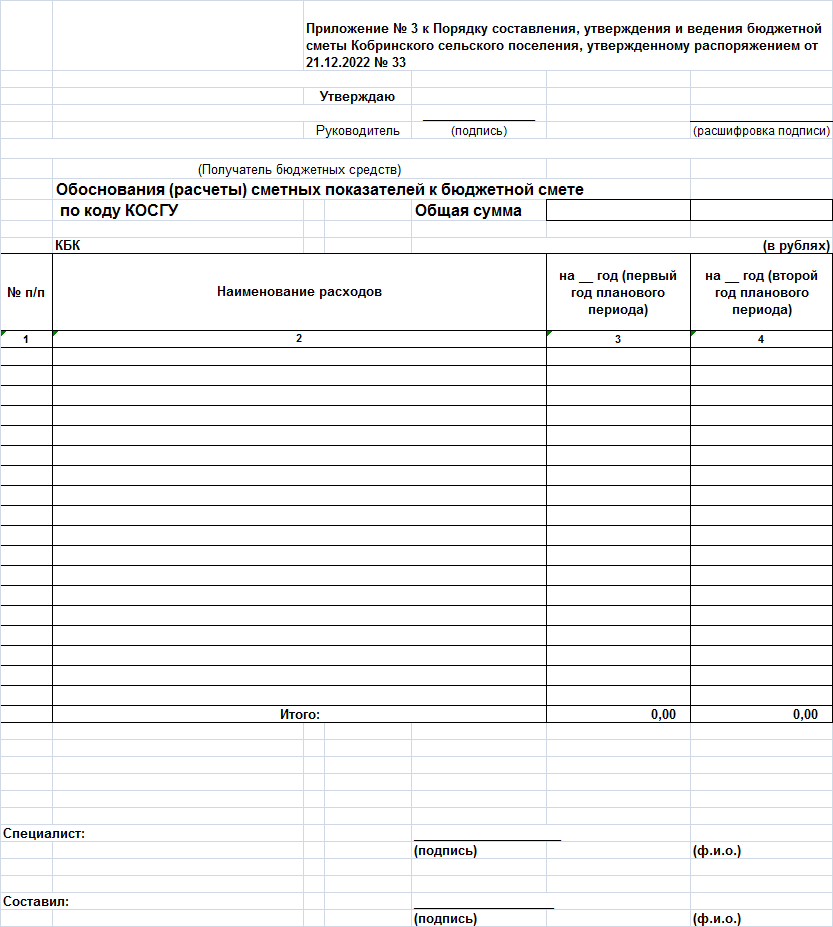 Приложение № 3 к Порядку составления, утверждения и ведения бюджетной
сметы Кобринского сельского поселения, утвержденному распоряжением от
21.12.2022 № 33
Утверждаю
Руководитель (подпись) (расшифровка подписи)
(Получатель бюджетных средств)
Обоснования (расчеты) сметных показателей к бюджетной смете
по коду КОСГУ Общая сумма
КБК (в рублях)
№ п/п Наименование расходов на __ год (первый год планового периода) на __ год (второй год планового периода)
1 2 3 4
Итого: 0,00 0,00
Специалист:
(подпись) (ф.и.о.)
Составил:
(подпись) (ф.и.о.)